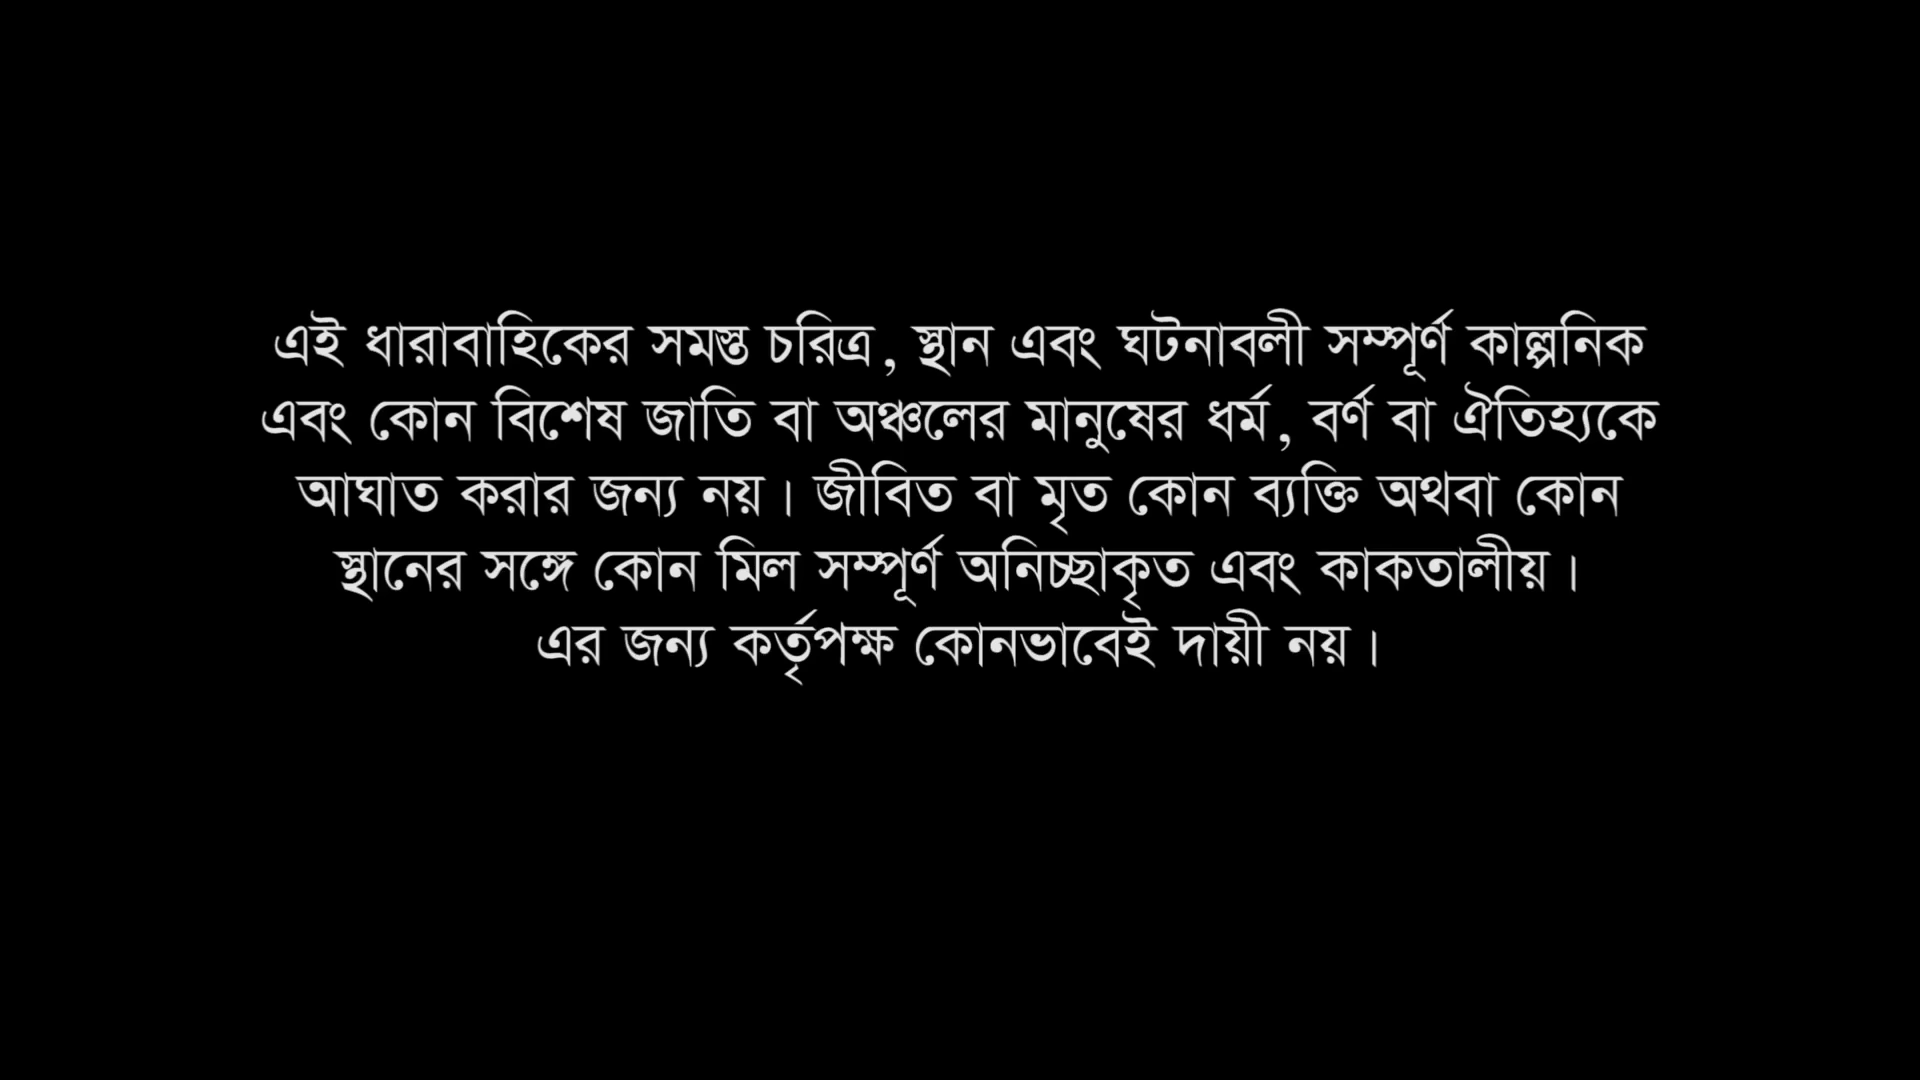 এই ধারাবাহিকের সমস্ত চরিত্র, স্থান এবং ঘটনাবলী সম্পূর্ণ কাল্পনিক
এবং কোন বিশেষ জাতি বা অঞ্চলের মানুষের ধর্ম, বর্ণ বা ঐতিহ্যকে
আঘাত করার জন্য নয়। জীবিত বা মৃত কোন ব্যক্তি অথবা কোন
স্থানের সঙ্গে কোন মিল সম্পূর্ণ অনিচ্ছাকৃত এবং কাকতালীয়।
এর জন্য কর্তৃপক্ষ কোনভাবেই দায়ী নয়।